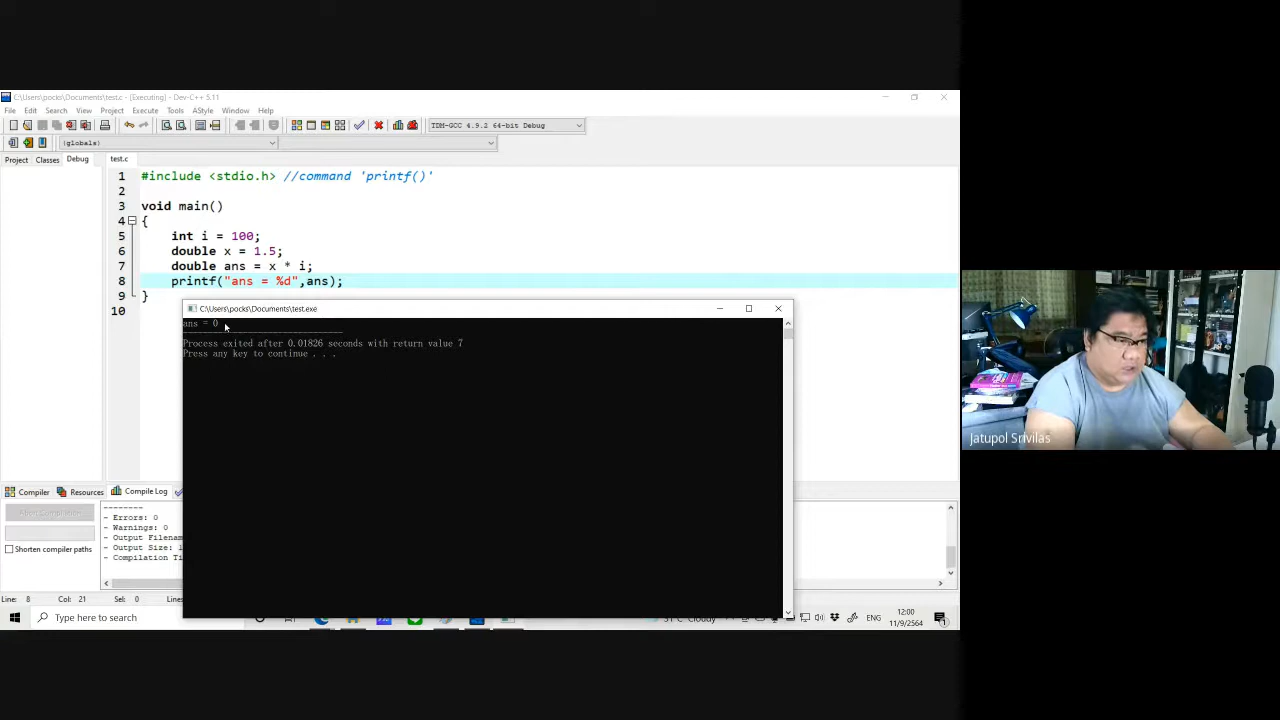 C:\Users\pocks\Documents\test.c - [Executing] - Dev-C++ 5.11
File Edit Search View Project Execute Tools AStyle Window Help
TDM-GCC 4.9.2 64-bit Debug
(globals)
Project Classes Debug test.c
1 #include <stdio.h> //command 'printf()'
2
3 void main()
4 {
5 int i = 100;
6 double x = 1.5;
7 double ans = x * i;
8 printf("ans = %d",ans);
9 }
10
C:\Users\pocks\Documents\test.exe
ans = 0
--------------------------------
Process exited after 0.01826 seconds with return value 7
Press any key to continue . . .
Jatupol Srivilas
Compiler Resources Compile Log
--------
- Errors: 0
- Warnings: 0
- Output Filenam
- Output Size: 1
- Compilation Ti
Shorten compiler paths
Line: 8 Col: 21 Sel: 0 Lines
Type here to search
Cloudy
ENG
12:00
11/9/2564